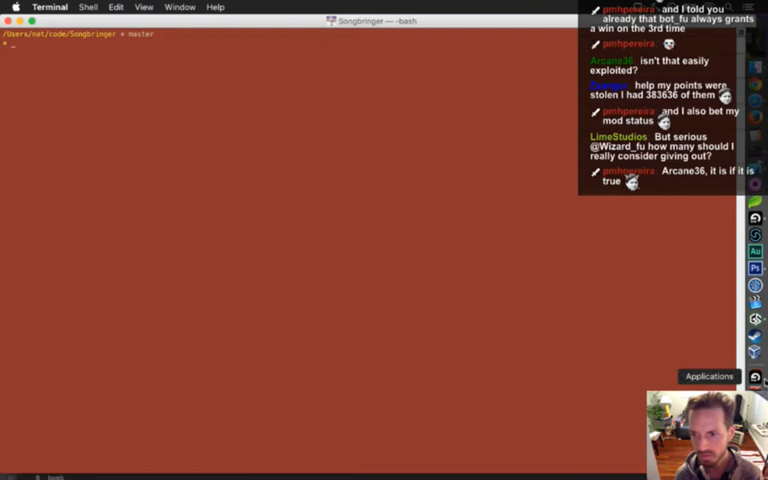 Terminal Shell Edit View Window Help
Songbringer — -bash
/Users/nat/code/Songbringer master
pmhpereira and I told you
already that bot_fu always grants
a win on the 3rd time
pmhpereira
Arcane36 isn't that easily
exploited?
help my points were
stolen I had 383636 of them
pmhpereira and I also bet my
mod status
LimeStudios But serious
@Wizard_fu how many should I
really consider giving out?
pmhpereira Arcane36, it is if it is
true
Au
Ps
Applications